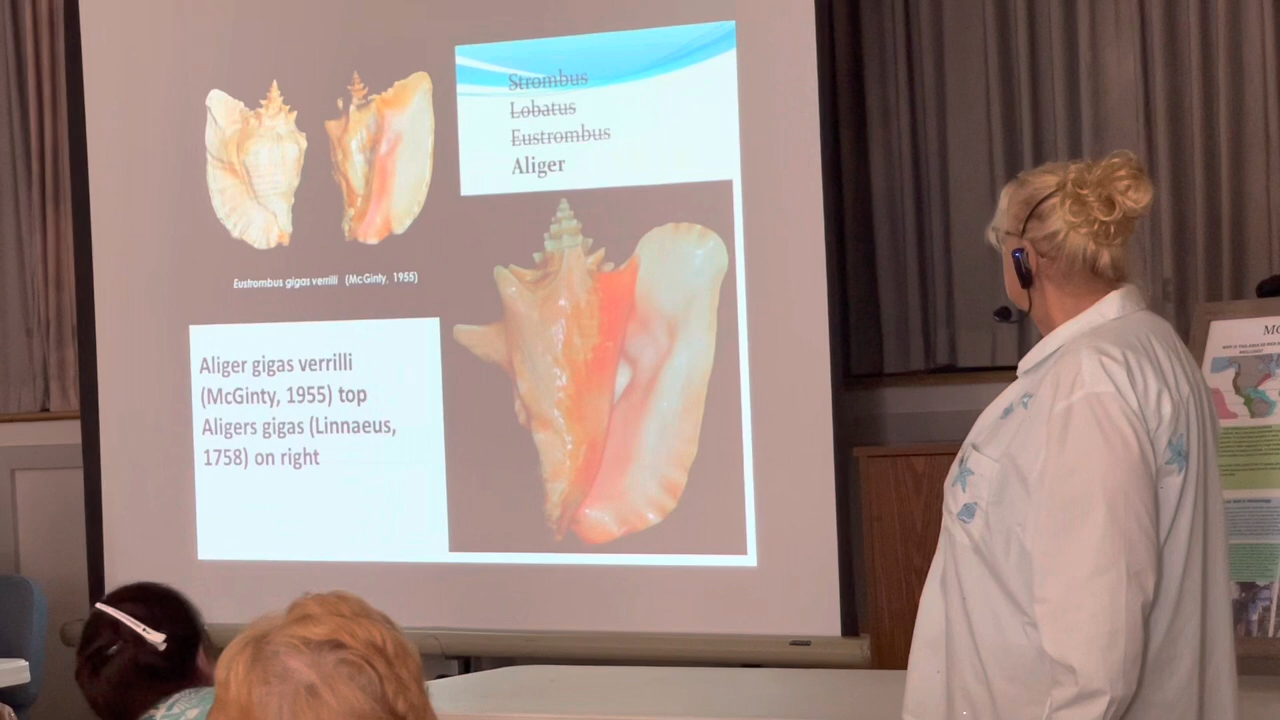 Strombus
Lobatus
Eustrombus
Aliger
Eustrombus gigas verrilli (McGinty, 1955)
Aliger gigas verrilli
(McGinty, 1955) top
Aligers gigas (Linnaeus,
1758) on right